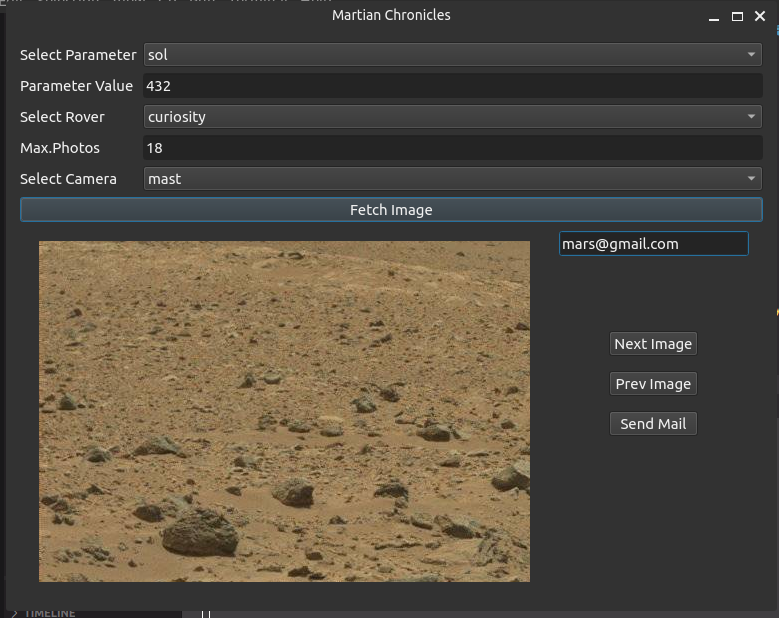 Martian Chronicles
Select Parameter sol
Parameter Value 432
Select Rover curiosity
Max.Photos 18
Select Camera mast
Fetch Image
mars@gmail.com
Next Image
Prev Image
Send Mail
TIMELINE